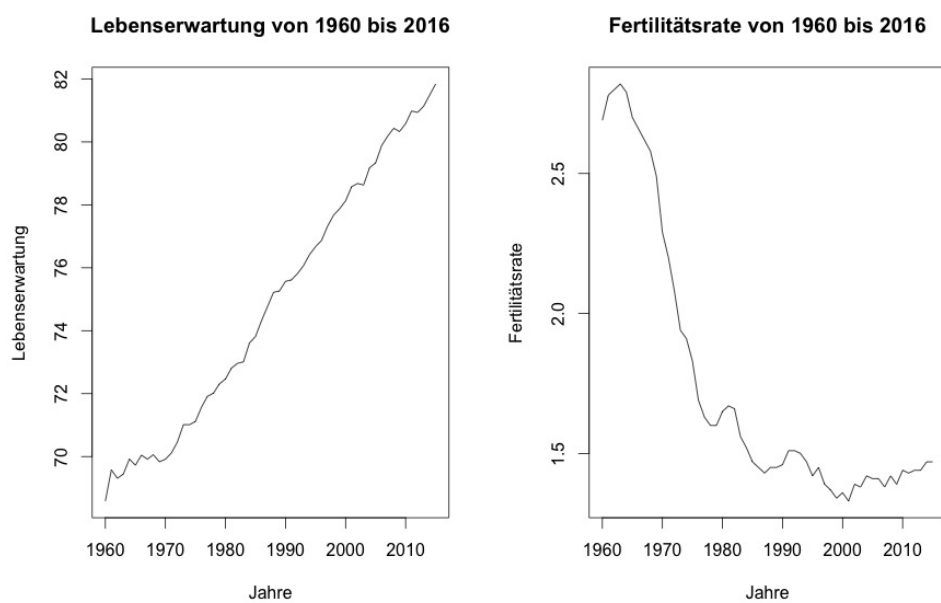 Lebenserwartung von 1960 bis 2016
Lebenserwartung
82
80
78
76
74
72
70
1960 1970 1980 1990 2000 2010
Jahre
Fertilitätsrate von 1960 bis 2016
Fertilitätsrate
2.5
2.0
1.5
1960 1970 1980 1990 2000 2010
Jahre